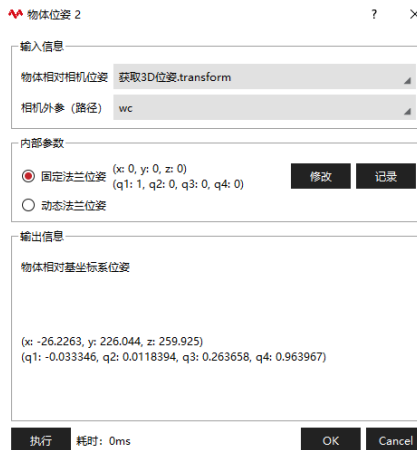 物体位姿 2
?
输入信息
物体相对相机位姿 获取3D位姿.transform
相机外参（路径） wc
内部参数
固定法兰位姿
(x: 0, y: 0, z: 0)
(q1: 1, q2: 0, q3: 0, q4: 0)
修改 记录
动态法兰位姿
输出信息
物体相对基坐标系位姿
(x: -26.2263, y: 226.044, z: 259.925)
(q1: -0.033346, q2: 0.0118394, q3: 0.263658, q4: 0.963967)
执行 耗时： 0ms OK Cancel